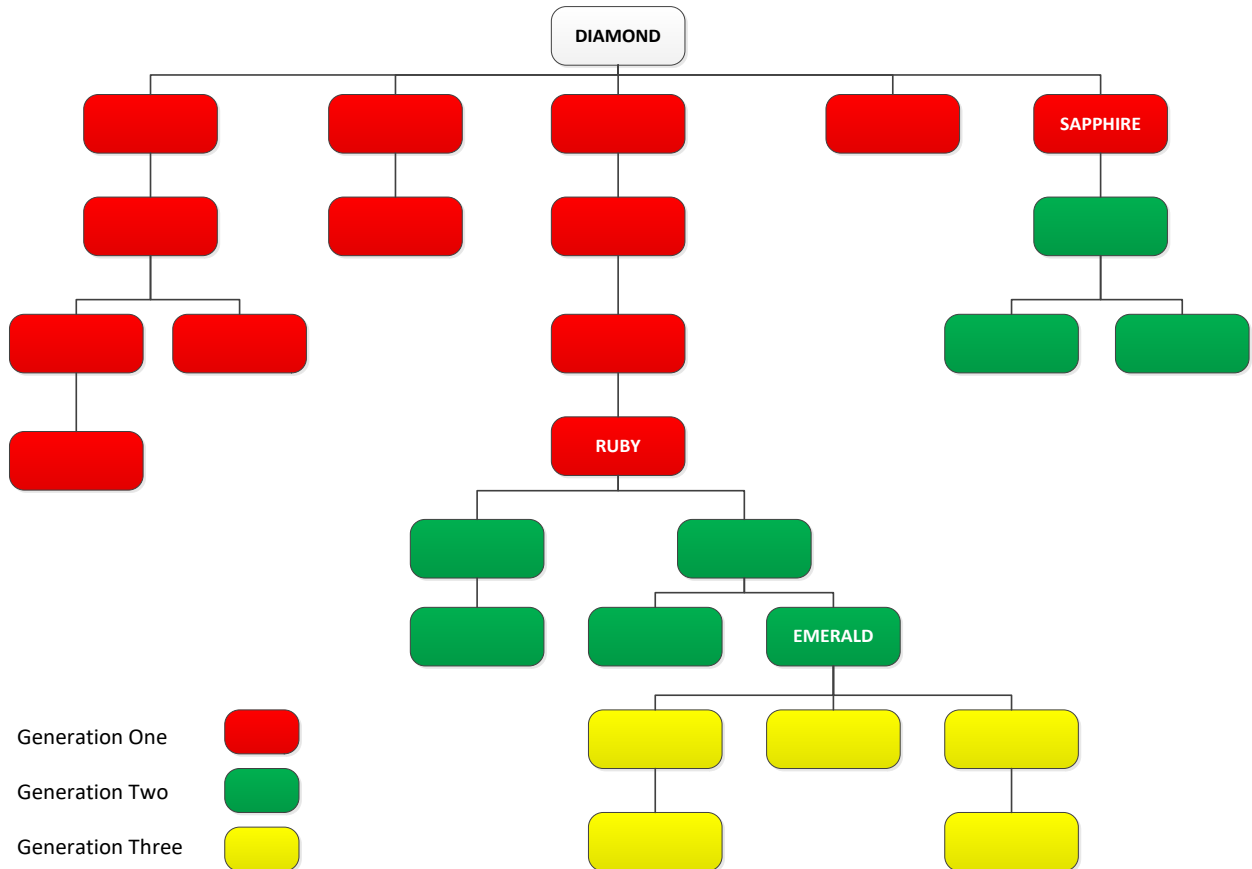 DIAMOND
SAPPHIRE
RUBY
EMERALD
Generation One
Generation Two
Generation Three